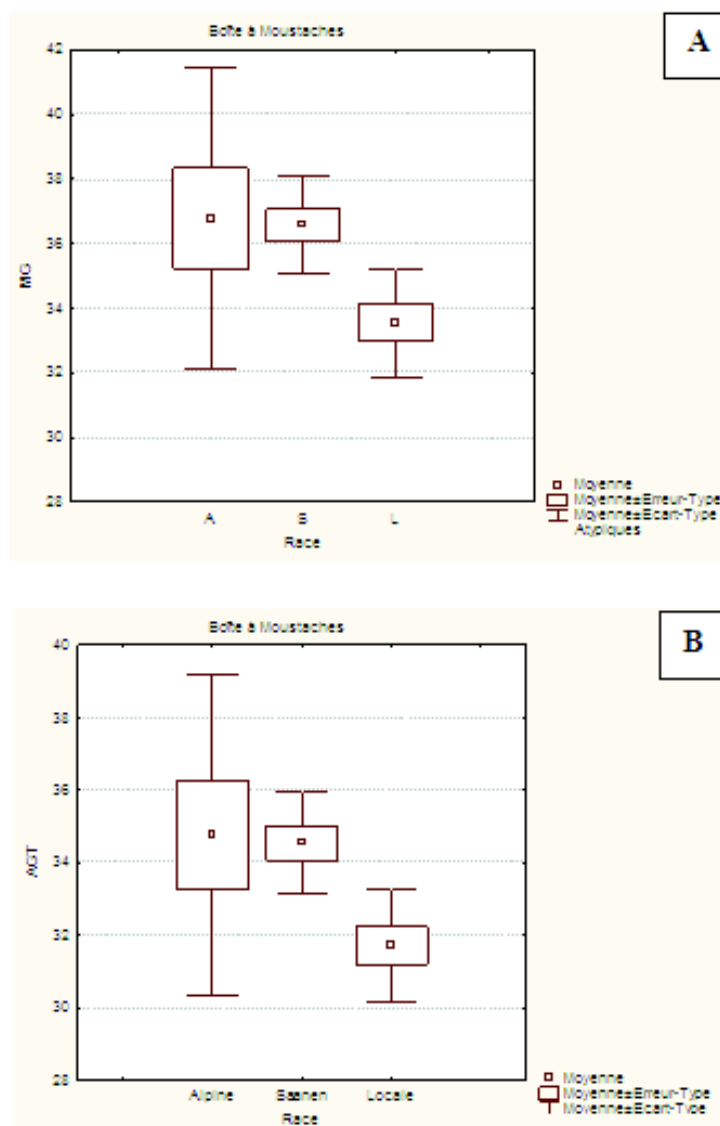 Boîte à Moustaches
A
42
40
38
36
34
32
30
28
MG
A S L
Race
Moyenne
Moyenne±Erreur-Type
Moyenne±Ecart-Type
Atypiques
Boîte à Moustaches
B
40
38
36
34
32
30
28
AGT
Alpine Saanen Locale
Race
Moyenne
Moyenne±Erreur-Type
Moyenne±Ecart-Type